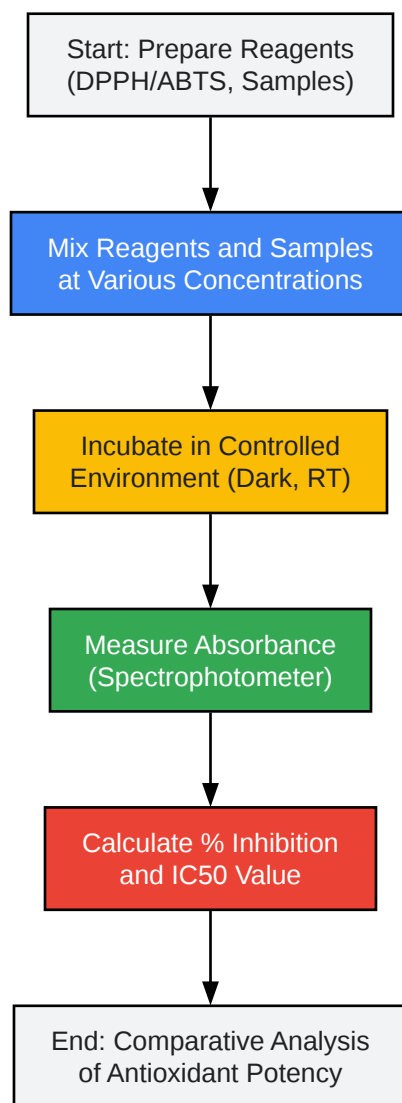 Start: Prepare Reagents
(DPPH/ABTS, Samples)
Mix Reagents and Samples
at Various Concentrations
Incubate in Controlled
Environment (Dark, RT)
Measure Absorbance
(Spectrophotometer)
Calculate % Inhibition
and IC50 Value
End: Comparative Analysis
of Antioxidant Potency